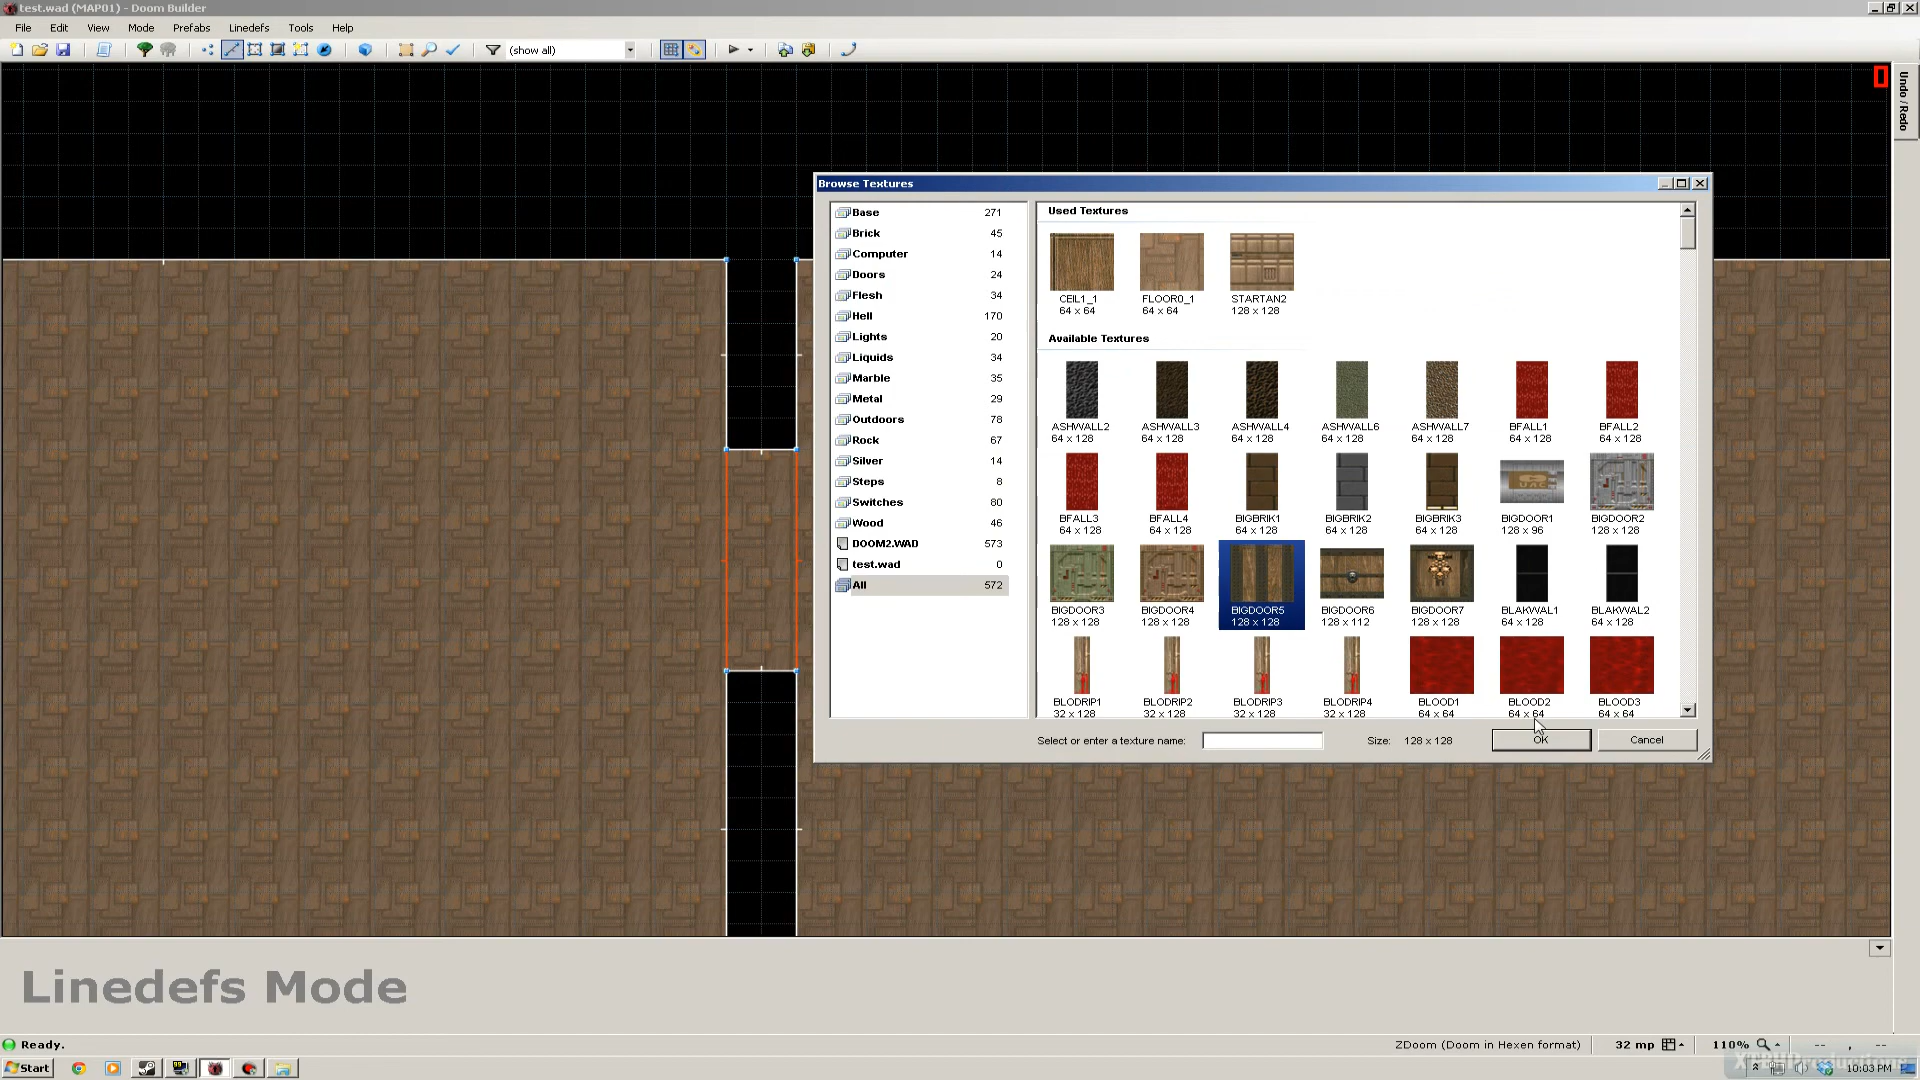 test.wad (MAP01) - Doom Builder
File Edit View Mode Prefabs Linedefs Tools Help
(show all)
Undo / Redo
Browse Textures
Base 271
Brick 45
Computer 14
Doors 24
Flesh 34
Hell 170
Lights 20
Liquids 34
Marble 35
Metal 29
Outdoors 78
Rock 67
Silver 14
Steps 8
Switches 80
Wood 46
DOOM2.WAD 573
test.wad 0
All 572
Used Textures
CEIL1_1 FLOOR0_1 STARTAN2
64 x 64 64 x 64 128 x 128
Available Textures
ASHWALL2 ASHWALL3 ASHWALL4 ASHWALL6 ASHWALL7 BFALL1 BFALL2
64 x 128 64 x 128 64 x 128 64 x 128 64 x 128 64 x 128 64 x 128
BFALL3 BFALL4 BIGBRIK1 BIGBRIK2 BIGBRIK3 BIGDOOR1 BIGDOOR2
64 x 128 64 x 128 64 x 128 64 x 128 64 x 128 128 x 96 128 x 128
BIGDOOR3 BIGDOOR4 BIGDOOR5 BIGDOOR6 BIGDOOR7 BLAKWAL1 BLAKWAL2
128 x 128 128 x 128 128 x 128 128 x 112 128 x 128 64 x 128 64 x 128
BLODRIP1 BLODRIP2 BLODRIP3 BLODRIP4 BLOOD1 BLOOD2 BLOOD3
32 x 128 32 x 128 32 x 128 32 x 128 64 x 64 64 x 64 64 x 64
Select or enter a texture name: Size: 128 x 128 OK Cancel
Linedefs Mode
Ready. ZDoom (Doom in Hexen format) 32 mp 110% -- , --
Start 10:03 PM